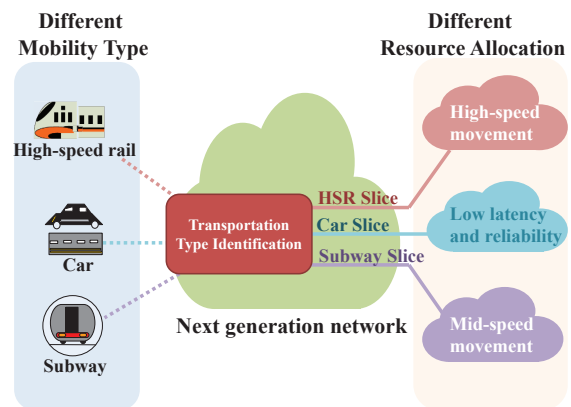 Different
Mobility Type
High-speed rail
Car
Subway
Transportation
Type Identification
HSR Slice
Car Slice
Subway Slice
Next generation network
Different
Resource Allocation
High-speed
movement
Low latency
and reliability
Mid-speed
movement